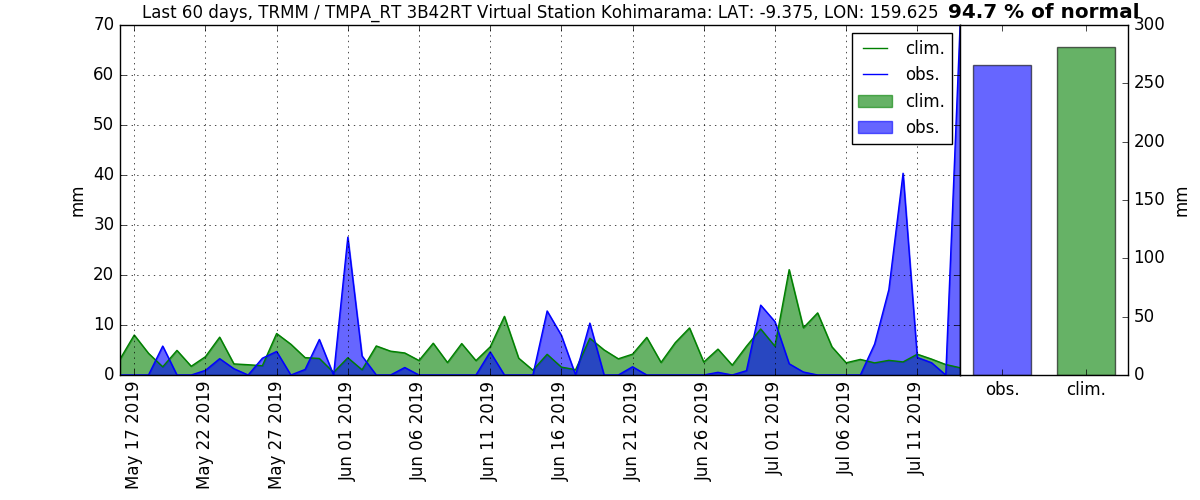 Last 60 days, TRMM / TMPA_RT 3B42RT Virtual Station Kohimarama: LAT: -9.375, LON: 159.625 94.7 % of normal
70
60
50
40
30
20
10
0
mm
clim.
obs.
clim.
obs.
300
250
200
150
100
50
0
mm
May 17 2019
May 22 2019
May 27 2019
Jun 01 2019
Jun 06 2019
Jun 11 2019
Jun 16 2019
Jun 21 2019
Jun 26 2019
Jul 01 2019
Jul 06 2019
Jul 11 2019
obs.
clim.